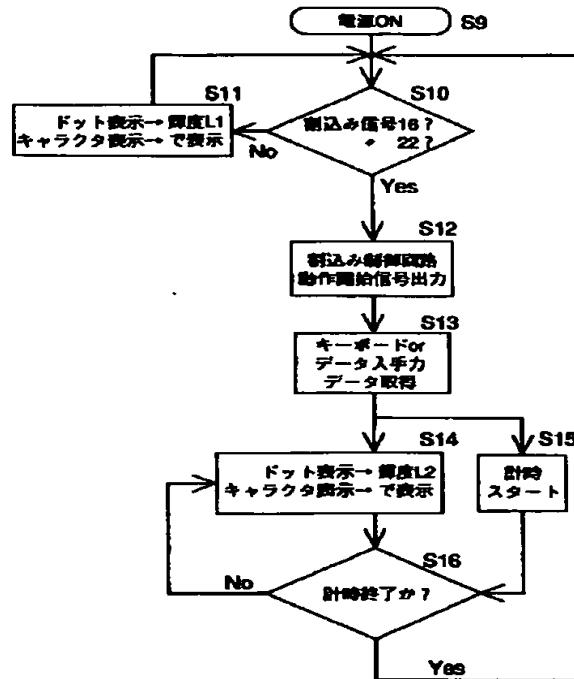 電源ON
S9
S11
S10
ドット表示→輝度L1
キャラクタ表示→で表示
割込み信号16?
〃 22?
No
Yes
S12
割込み制御回路
動作開始信号出力
S13
キーボードor
データ入手力
データ取得
S14
S15
ドット表示→輝度L2
キャラクタ表示→で表示
計時
スタート
S16
No
計時終了か?
Yes